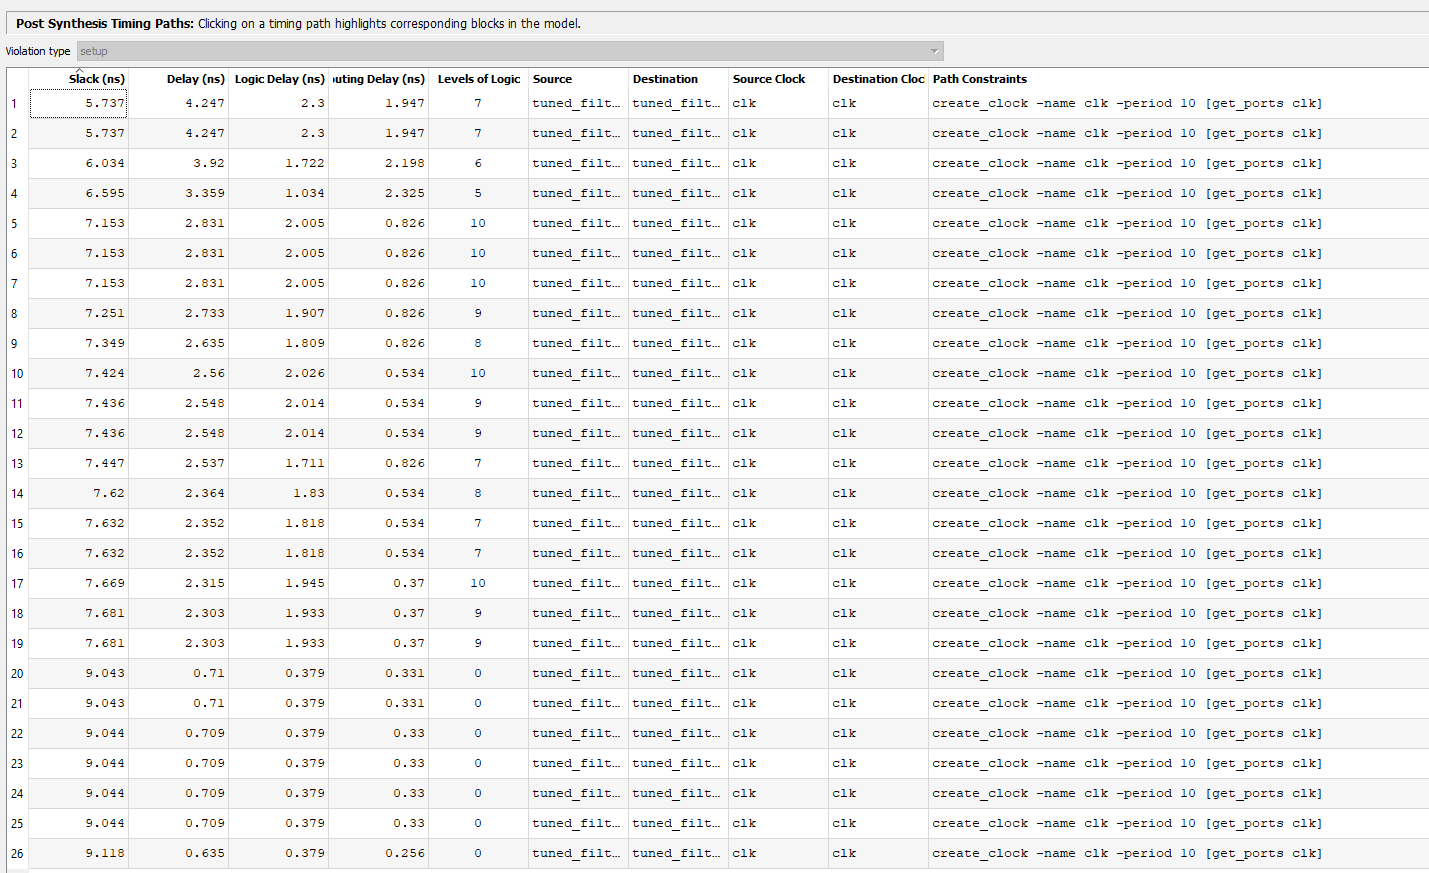 Post Synthesis Timing Paths: Clicking on a timing path highlights corresponding blocks in the model.
Violation type setup
Slack (ns) Delay (ns) Logic Delay (ns) uting Delay (ns) Levels of Logic Source Destination Source Clock Destination Cloc Path Constraints
1 5.737 4.247 2.3 1.947 7 tuned_filt... tuned_filt... clk clk create_clock -name clk -period 10 [get_ports clk]
2 5.737 4.247 2.3 1.947 7 tuned_filt... tuned_filt... clk clk create_clock -name clk -period 10 [get_ports clk]
3 6.034 3.92 1.722 2.198 6 tuned_filt... tuned_filt... clk clk create_clock -name clk -period 10 [get_ports clk]
4 6.595 3.359 1.034 2.325 5 tuned_filt... tuned_filt... clk clk create_clock -name clk -period 10 [get_ports clk]
5 7.153 2.831 2.005 0.826 10 tuned_filt... tuned_filt... clk clk create_clock -name clk -period 10 [get_ports clk]
6 7.153 2.831 2.005 0.826 10 tuned_filt... tuned_filt... clk clk create_clock -name clk -period 10 [get_ports clk]
7 7.153 2.831 2.005 0.826 10 tuned_filt... tuned_filt... clk clk create_clock -name clk -period 10 [get_ports clk]
8 7.251 2.733 1.907 0.826 9 tuned_filt... tuned_filt... clk clk create_clock -name clk -period 10 [get_ports clk]
9 7.349 2.635 1.809 0.826 8 tuned_filt... tuned_filt... clk clk create_clock -name clk -period 10 [get_ports clk]
10 7.424 2.56 2.026 0.534 10 tuned_filt... tuned_filt... clk clk create_clock -name clk -period 10 [get_ports clk]
11 7.436 2.548 2.014 0.534 9 tuned_filt... tuned_filt... clk clk create_clock -name clk -period 10 [get_ports clk]
12 7.436 2.548 2.014 0.534 9 tuned_filt... tuned_filt... clk clk create_clock -name clk -period 10 [get_ports clk]
13 7.447 2.537 1.711 0.826 7 tuned_filt... tuned_filt... clk clk create_clock -name clk -period 10 [get_ports clk]
14 7.62 2.364 1.83 0.534 8 tuned_filt... tuned_filt... clk clk create_clock -name clk -period 10 [get_ports clk]
15 7.632 2.352 1.818 0.534 7 tuned_filt... tuned_filt... clk clk create_clock -name clk -period 10 [get_ports clk]
16 7.632 2.352 1.818 0.534 7 tuned_filt... tuned_filt... clk clk create_clock -name clk -period 10 [get_ports clk]
17 7.669 2.315 1.945 0.37 10 tuned_filt... tuned_filt... clk clk create_clock -name clk -period 10 [get_ports clk]
18 7.681 2.303 1.933 0.37 9 tuned_filt... tuned_filt... clk clk create_clock -name clk -period 10 [get_ports clk]
19 7.681 2.303 1.933 0.37 9 tuned_filt... tuned_filt... clk clk create_clock -name clk -period 10 [get_ports clk]
20 9.043 0.71 0.379 0.331 0 tuned_filt... tuned_filt... clk clk create_clock -name clk -period 10 [get_ports clk]
21 9.043 0.71 0.379 0.331 0 tuned_filt... tuned_filt... clk clk create_clock -name clk -period 10 [get_ports clk]
22 9.044 0.709 0.379 0.33 0 tuned_filt... tuned_filt... clk clk create_clock -name clk -period 10 [get_ports clk]
23 9.044 0.709 0.379 0.33 0 tuned_filt... tuned_filt... clk clk create_clock -name clk -period 10 [get_ports clk]
24 9.044 0.709 0.379 0.33 0 tuned_filt... tuned_filt... clk clk create_clock -name clk -period 10 [get_ports clk]
25 9.044 0.709 0.379 0.33 0 tuned_filt... tuned_filt... clk clk create_clock -name clk -period 10 [get_ports clk]
26 9.118 0.635 0.379 0.256 0 tuned_filt... tuned_filt... clk clk create_clock -name clk -period 10 [get_ports clk]